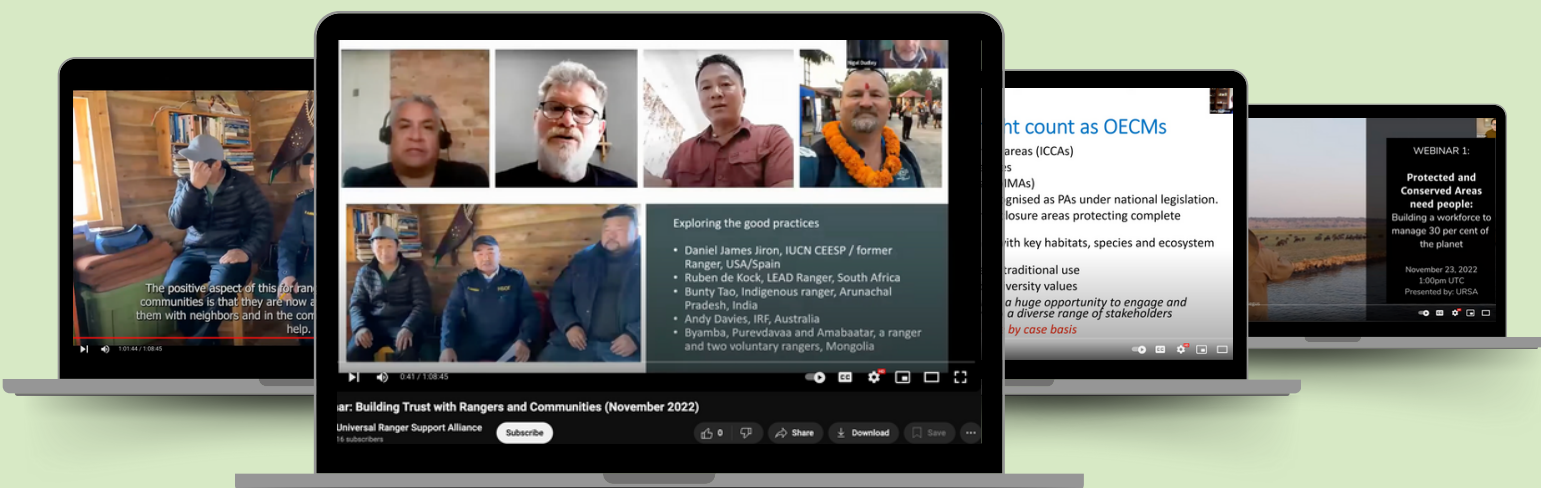 The positive aspect of this for ran
communities is that they are now a
them with neighbors and in the com
help.
1:01:44 / 1:08:45
Nigel Dudley
Exploring the good practices
• Daniel James Jiron, IUCN CEESP / former
Ranger, USA/Spain
• Ruben de Kock, LEAD Ranger, South Africa
• Bunty Tao, Indigenous ranger, Arunachal
Pradesh, India
• Andy Davies, IRF, Australia
• Byamba, Purevdavaa and Amabaatar, a ranger
and two voluntary rangers, Mongolia
0:41 / 1:08:45
CC
ar: Building Trust with Rangers and Communities (November 2022)
Universal Ranger Support Alliance
16 subscribers
Subscribe
0
Share
Download
Save
nt count as OECMs
areas (ICCAs)
es
MAs)
gnised as PAs under national legislation.
losure areas protecting complete
with key habitats, species and ecosystem
traditional use
versity values
a huge opportunity to engage and
a diverse range of stakeholders
by case basis
WEBINAR 1:
Protected and
Conserved Areas
need people:
Building a workforce to
manage 30 per cent of
the planet
November 23, 2022
1:00pm UTC
Presented by: URSA